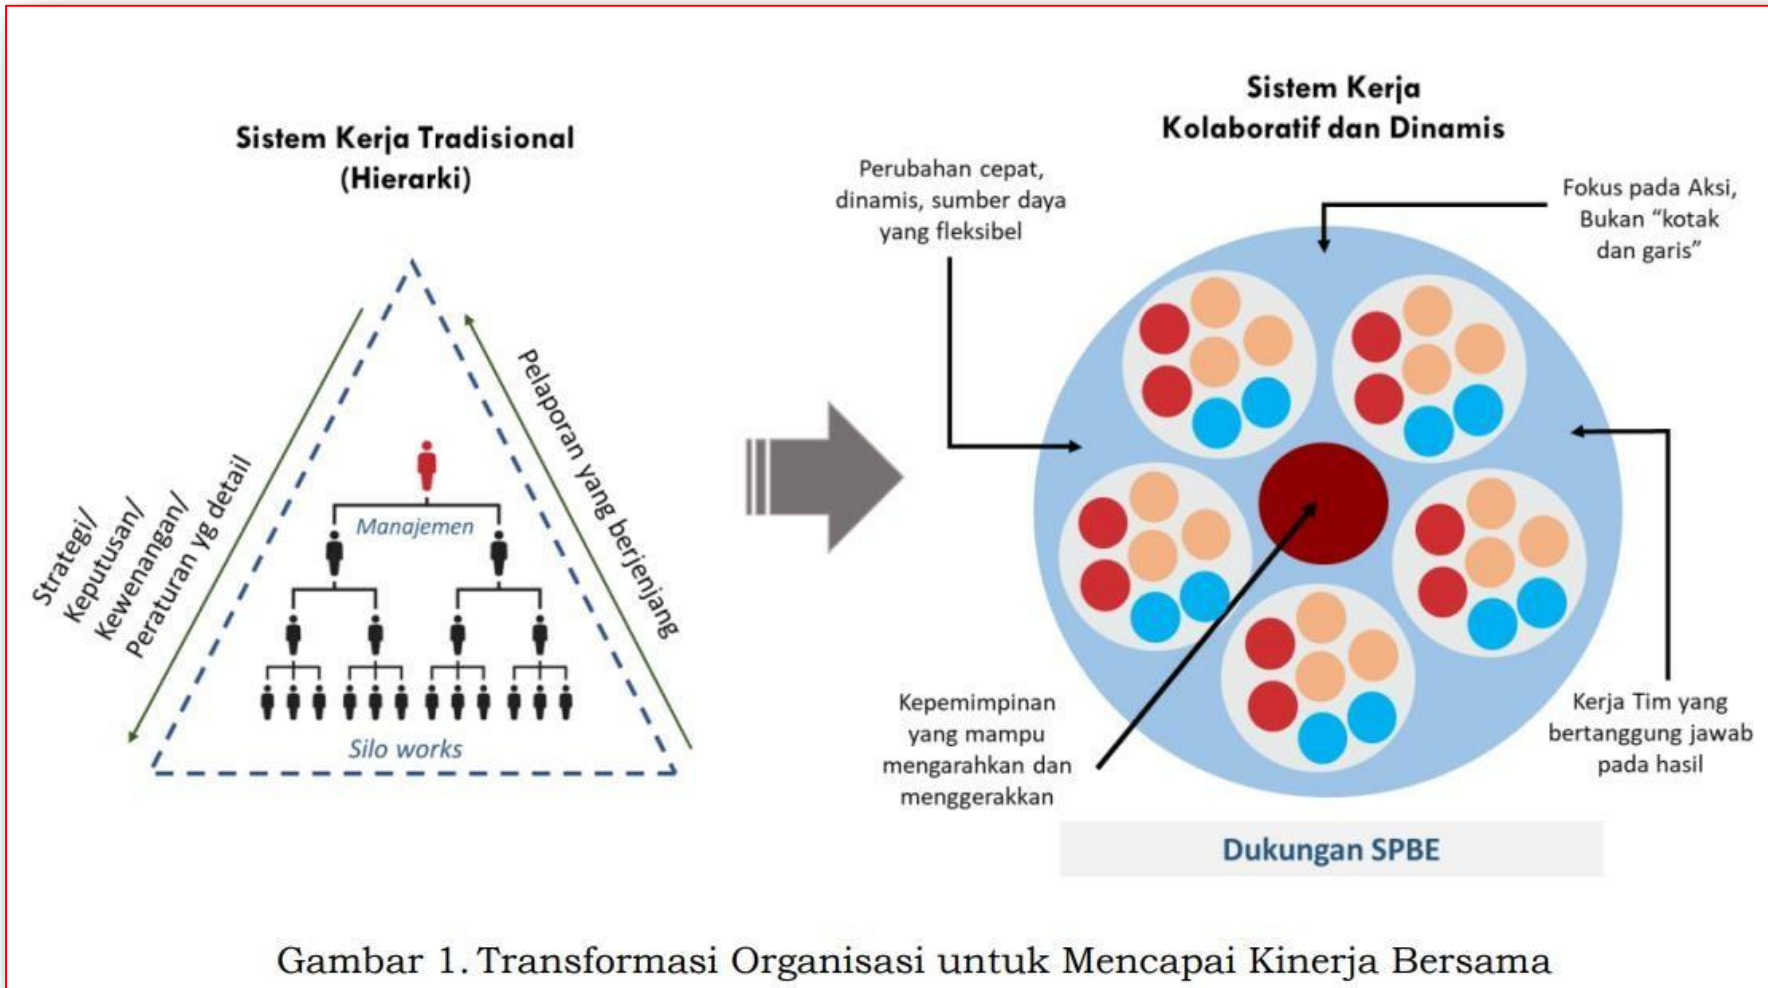 Sistem Kerja Tradisional
(Hierarki)
Strategi/
Keputusan/
Kewenangan/
Peraturan yg detail
Pelaporan yang berjenjang
Manajemen
Silo works
Sistem Kerja
Kolaboratif dan Dinamis
Perubahan cepat,
dinamis, sumber daya
yang fleksibel
Fokus pada Aksi,
Bukan “kotak
dan garis”
Kepemimpinan
yang mampu
mengarahkan dan
menggerakkan
Kerja Tim yang
bertanggung jawab
pada hasil
Dukungan SPBE
Gambar 1. Transformasi Organisasi untuk Mencapai Kinerja Bersama